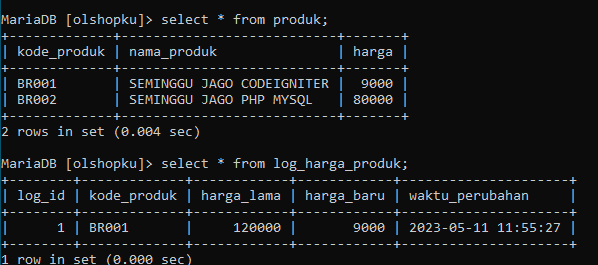 MariaDB [olshopku]> select * from produk;
+-------------+------------------------+-------+
| kode_produk | nama_produk            | harga |
+-------------+------------------------+-------+
| BR001       | SEMINGGU JAGO CODEIGNITER |  9000 |
| BR002       | SEMINGGU JAGO PHP MYSQL   | 80000 |
+-------------+------------------------+-------+
2 rows in set (0.004 sec)
MariaDB [olshopku]> select * from log_harga_produk;
+--------+-------------+------------+------------+---------------------+
| log_id | kode_produk | harga_lama | harga_baru | waktu_perubahan     |
+--------+-------------+------------+------------+---------------------+
|      1 | BR001       |     120000 |       9000 | 2023-05-11 11:55:27 |
+--------+-------------+------------+------------+---------------------+
1 row in set (0.000 sec)